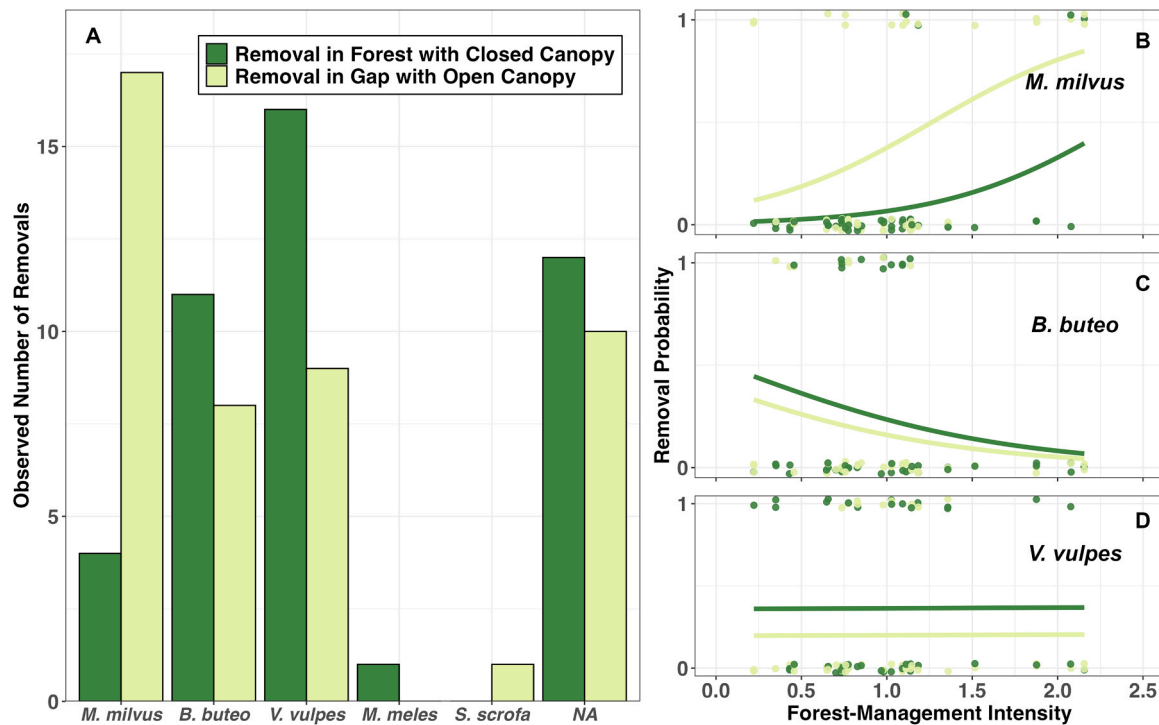 A
Removal in Forest with Closed Canopy
Removal in Gap with Open Canopy
Observed Number of Removals
15
10
5
0
M. milvus B. buteo V. vulpes M. meles S. scrofa NA
Removal Probability
B
M. milvus
1
0
C
B. buteo
1
0
D
V. vulpes
1
0
0.0 0.5 1.0 1.5 2.0 2.5
Forest-Management Intensity